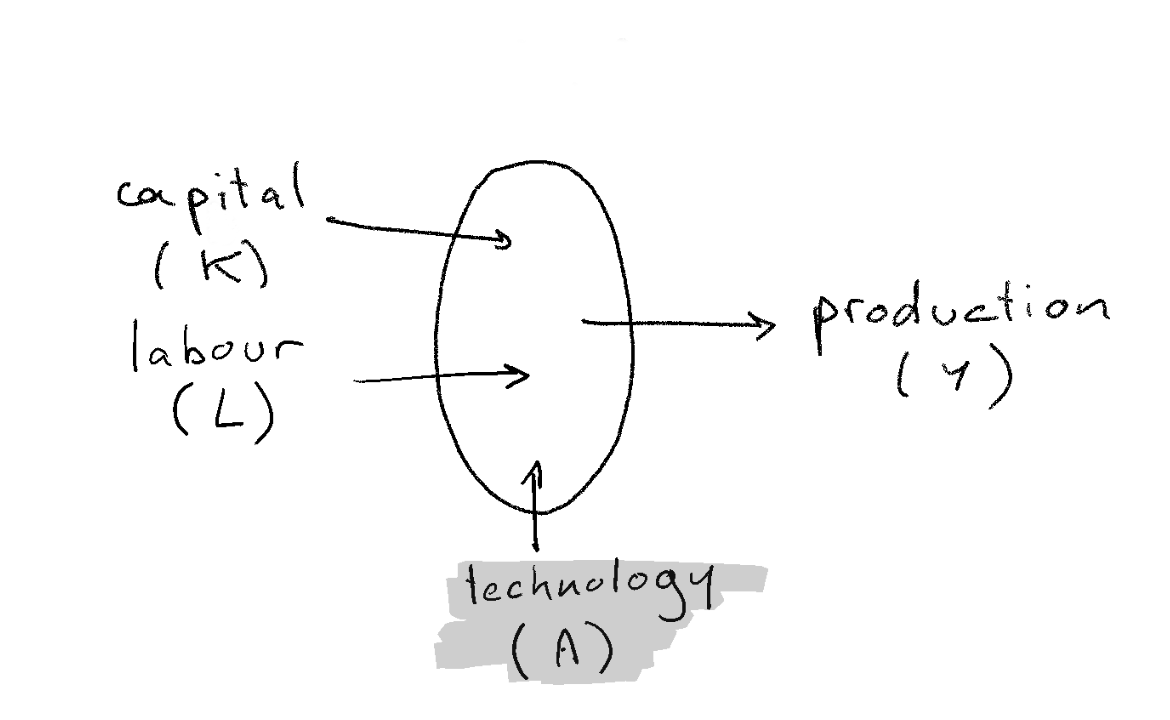 capital
(K)
labour
(L)
production
(Y)
technology
(A)